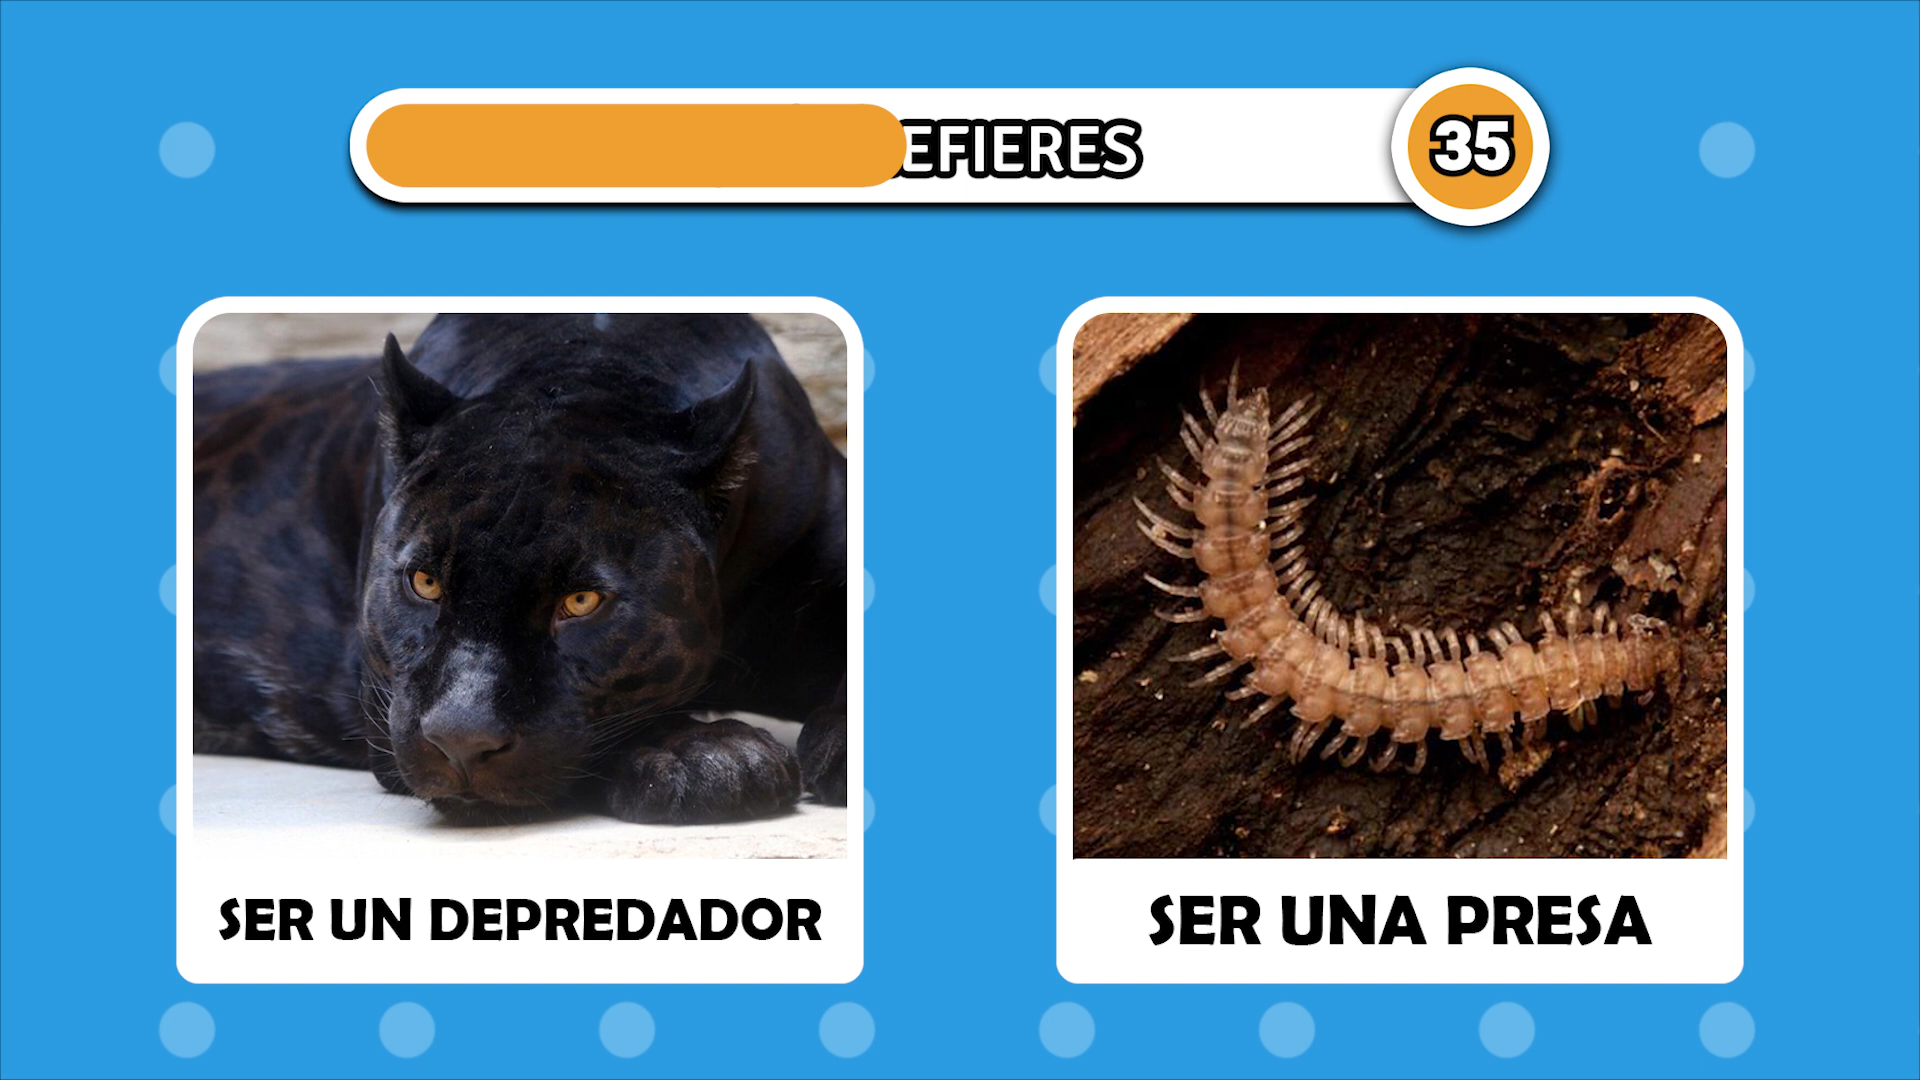 EFIERES
35
SER UN DEPREDADOR
SER UNA PRESA